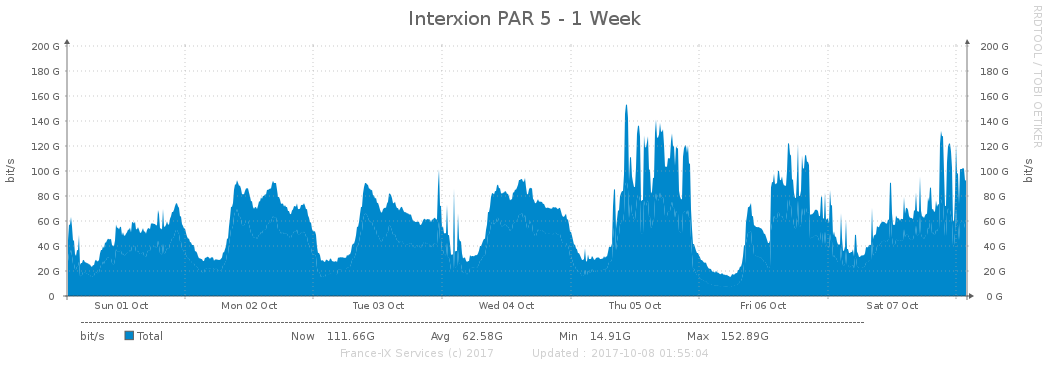 Interxion PAR 5 - 1 Week
RRDTOOL / TOBI OETIKER
bit/s
bit/s
200 G 200 G
180 G 180 G
160 G 160 G
140 G 140 G
120 G 120 G
100 G 100 G
80 G 80 G
60 G 60 G
40 G 40 G
20 G 20 G
0 0 G
Sun 01 Oct Mon 02 Oct Tue 03 Oct Wed 04 Oct Thu 05 Oct Fri 06 Oct Sat 07 Oct
bit/s Total Now 111.66G Avg 62.58G Min 14.91G Max 152.89G
France-IX Services (c) 2017 Updated : 2017-10-08 01:55:04